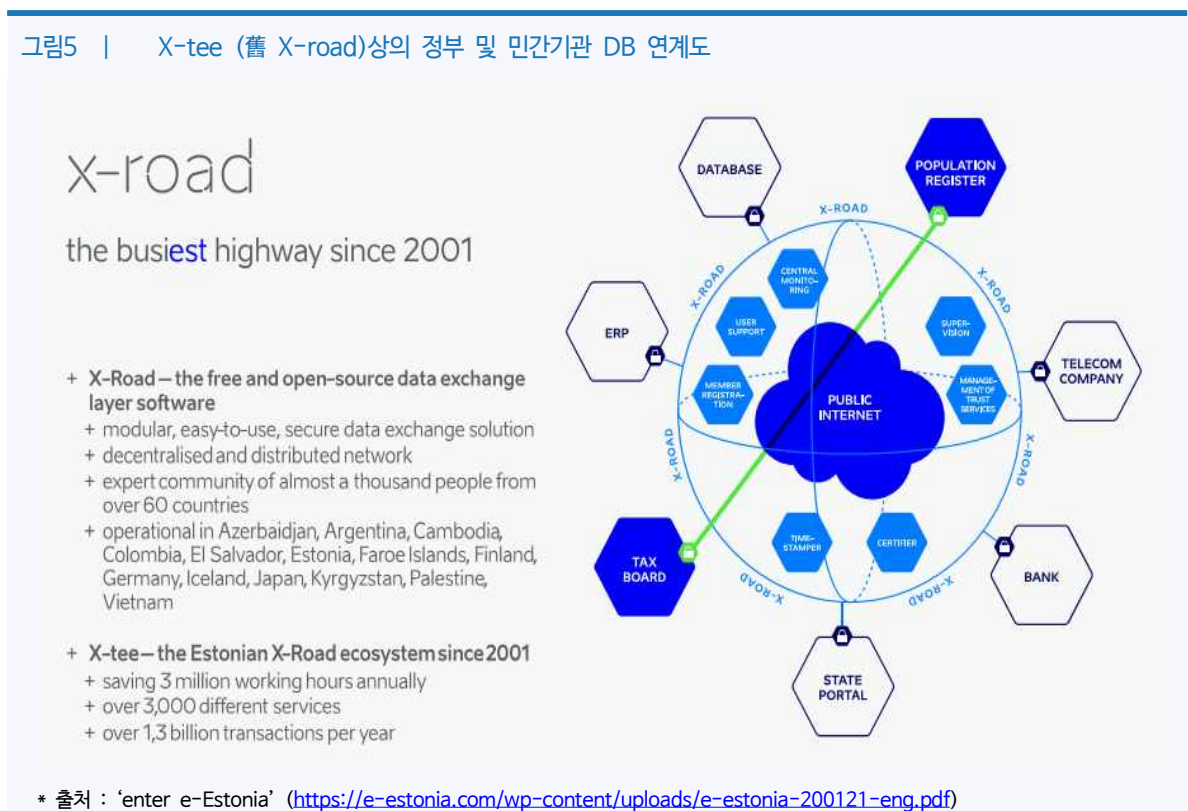 그림5 | X-tee (舊 X-road)상의 정부 및 민간기관 DB 연계도
x-road
the busiest highway since 2001
+ X-Road – the free and open-source data exchange
layer software
+ modular, easy-to-use, secure data exchange solution
+ decentralised and distributed network
+ expert community of almost a thousand people from
over 60 countries
+ operational in Azerbaidjan, Argentina, Cambodia,
Colombia, El Salvador, Estonia, Faroe Islands, Finland,
Germany, Iceland, Japan, Kyrgyzstan, Palestine,
Vietnam
+ X-tee – the Estonian X-Road ecosystem since 2001
+ saving 3 million working hours annually
+ over 3,000 different services
+ over 1,3 billion transactions per year
DATABASE
POPULATION
REGISTER
X-ROAD
X-ROAD
X-ROAD
CENTRAL
MONITO-
RING
USER
SUPPORT
SUPER-
VISION
ERP
TELECOM
COMPANY
MEMBER
REGISTRA-
TION
MANAGE-
MENT OF
TRUST
SERVICES
PUBLIC
INTERNET
X-ROAD
X-ROAD
TIME-
STAMPER
CERTIFIER
TAX
BOARD
BANK
X-ROAD
X-ROAD
STATE
PORTAL
* 출처 : ‘enter e-Estonia’ (https://e-estonia.com/wp-content/uploads/e-estonia-200121-eng.pdf)